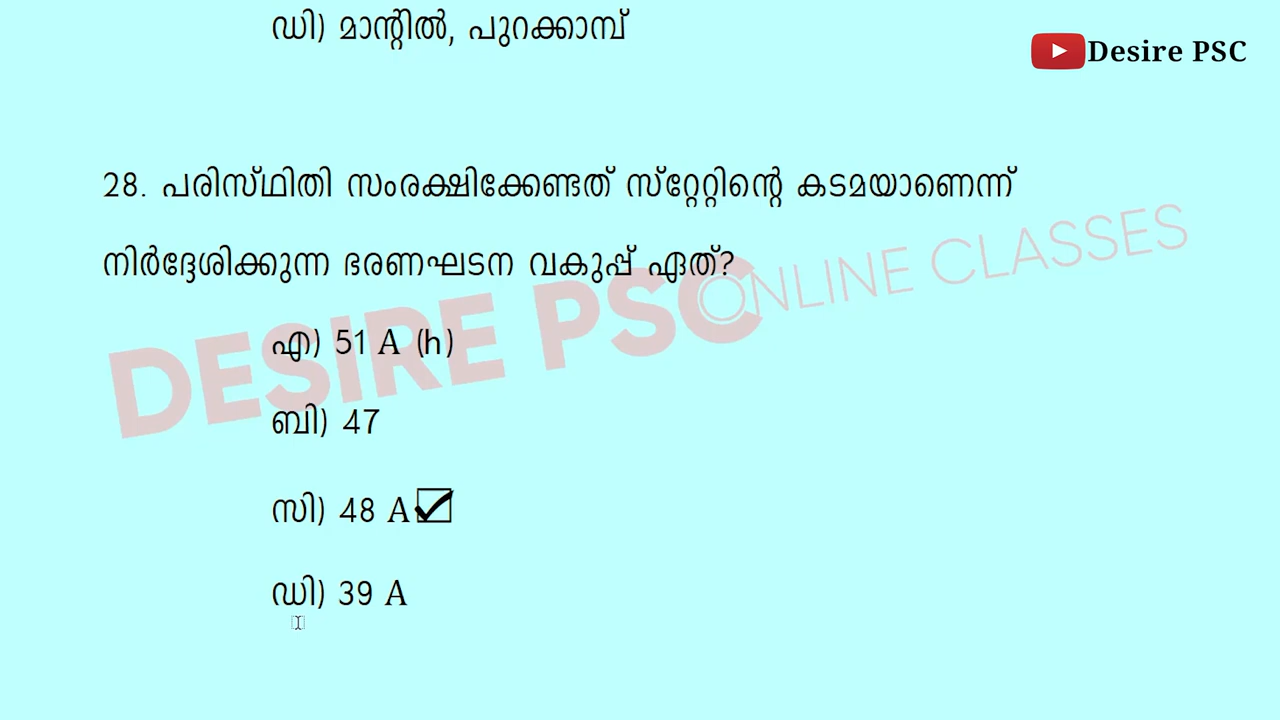 ഡി) മാന്റിൽ, പുറക്കാമ്പ്
Desire PSC
28. പരിസ്ഥിതി സംരക്ഷിക്കേണ്ടത് സ്റ്റേറ്റിന്റെ കടമയാണെന്ന്
നിർദ്ദേശിക്കുന്ന ഭരണഘടന വകുപ്പ് ഏത്?
DESIRE PSC ONLINE CLASSES
എ) 51 A (h)
ബി) 47
സി) 48 A
ഡി) 39 A